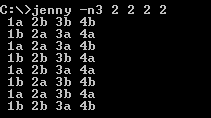 C:\>jenny -n3 2 2 2 2
1a 2b 3b 4b
1b 2a 3a 4a
1a 2a 3b 4a
1b 2b 3b 4a
1a 2b 3a 4a
1b 2a 3b 4b
1a 2a 3a 4b
1b 2b 3a 4b